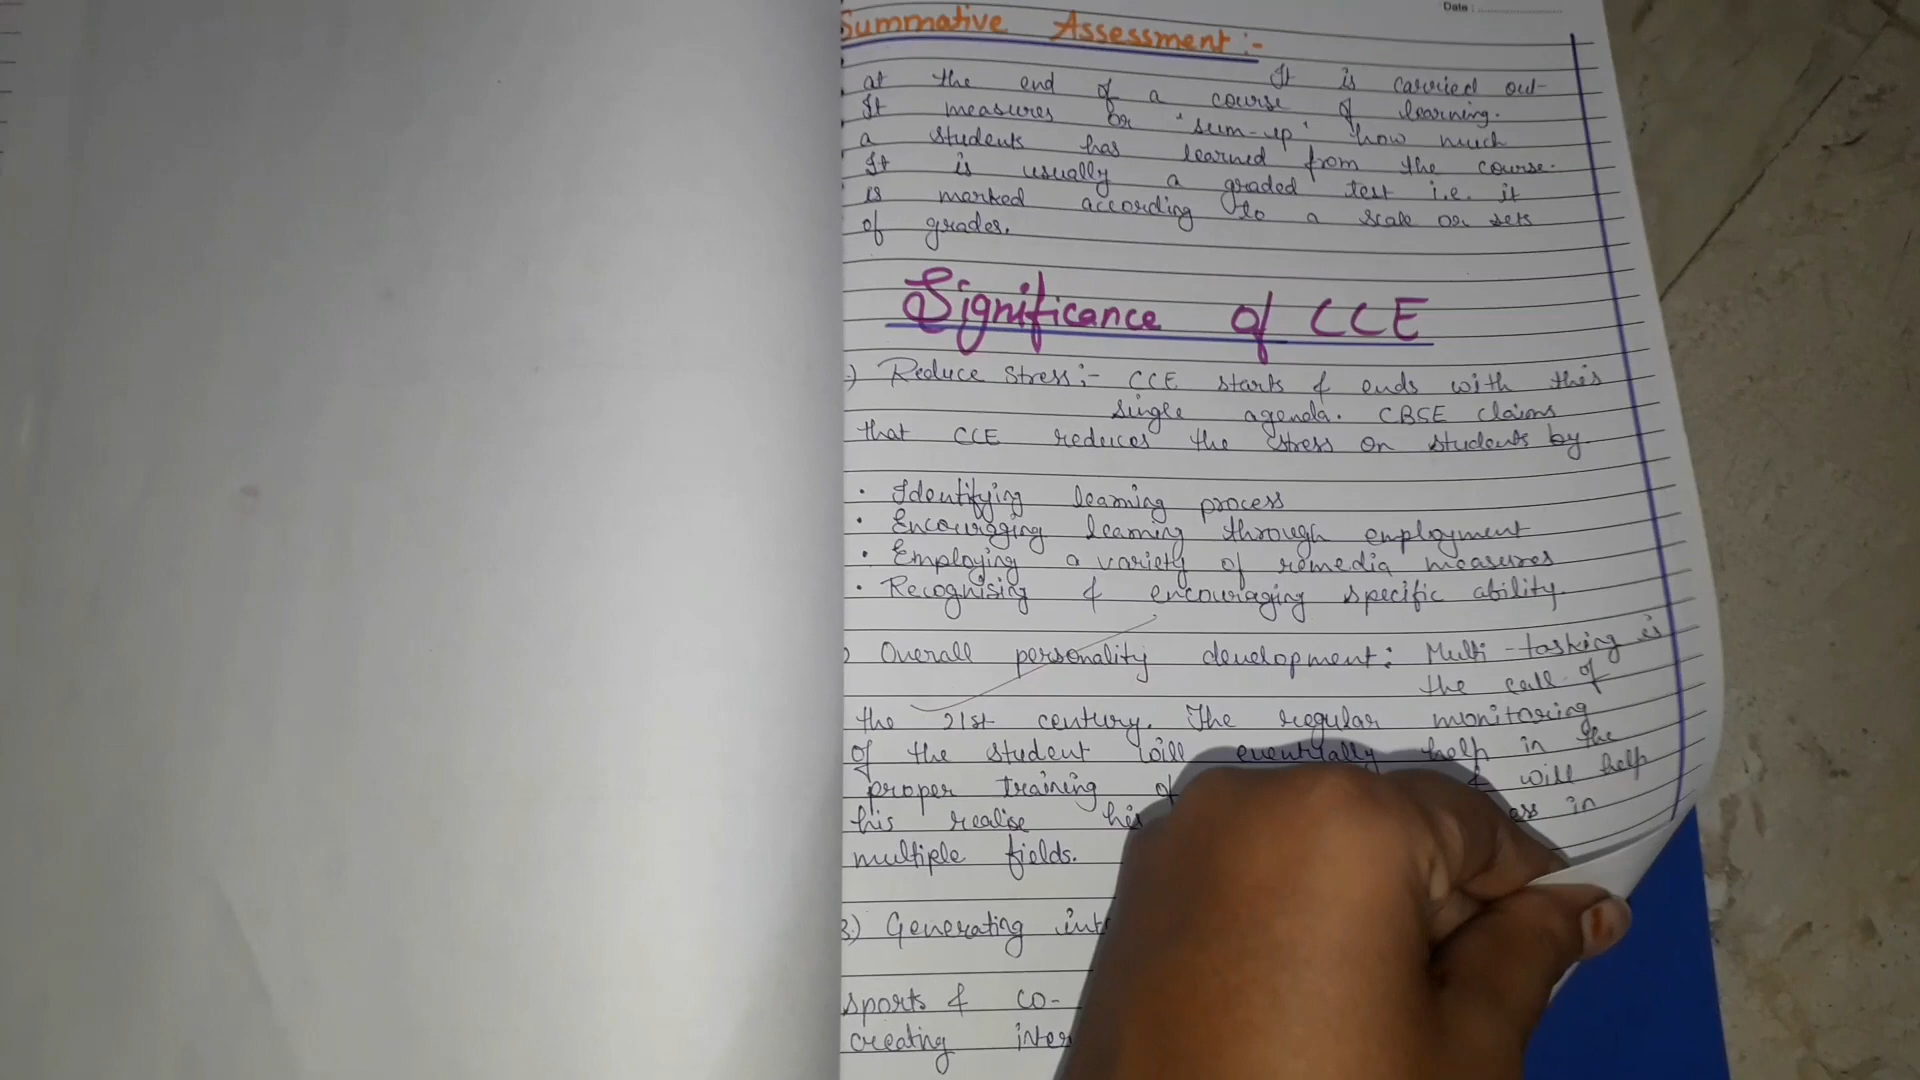 Date :
Summative Assessment :-
It is carried out
at the end of a course of learning.
It measures or 'sum-up' how much
a students has learned from the course.
It is usually a graded test i.e. it
is marked according to a scale or sets
of grades.
Significance of CCE
) Reduce Stress :- CCE starts & ends with this
single agenda. CBSE claims
that CCE reduces the stress on students by
• Identifying learning process
• Encouraging learning through employment
• Employing a variety of remedia measures
• Recognising & encouraging specific ability.
) Overall personality development : Multi-tasking is
the call of
the 21st century. The regular monitoring
of the student will eventually help in the
proper training of & will help
his realise his in
multiple fields.
3.) Generating
sports & co-
creating